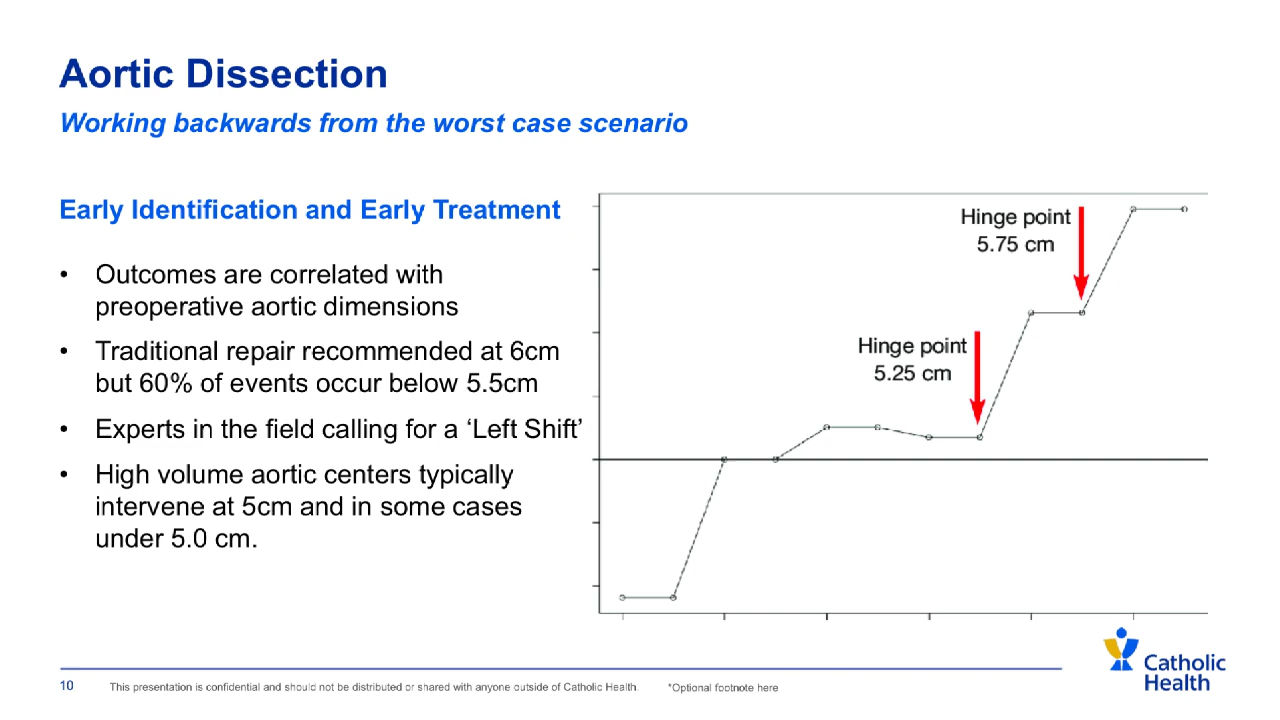 Aortic Dissection
Working backwards from the worst case scenario
Early Identification and Early Treatment
• Outcomes are correlated with
preoperative aortic dimensions
• Traditional repair recommended at 6cm
but 60% of events occur below 5.5cm
• Experts in the field calling for a ‘Left Shift’
• High volume aortic centers typically
intervene at 5cm and in some cases
under 5.0 cm.
Hinge point
5.75 cm
Hinge point
5.25 cm
10 This presentation is confidential and should not be distributed or shared with anyone outside of Catholic Health. *Optional footnote here
Catholic
Health